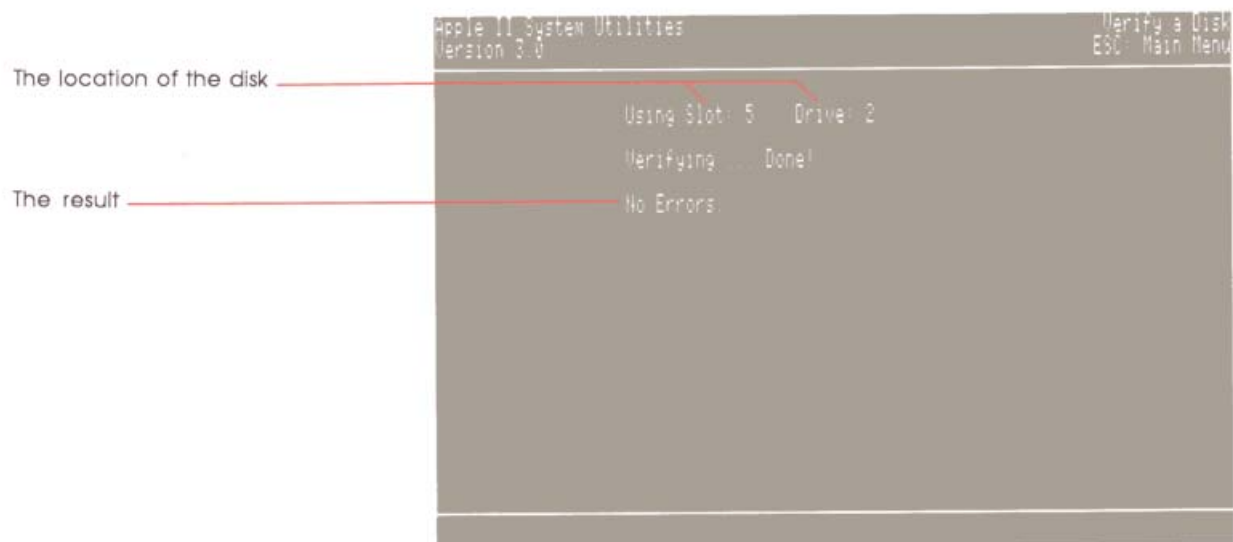 Apple II System Utilities
Version 3.0
Verify a Disk
ESC: Main Menu
The location of the disk
Using Slot: 5 Drive: 2
Verifying ... Done!
The result
No Errors